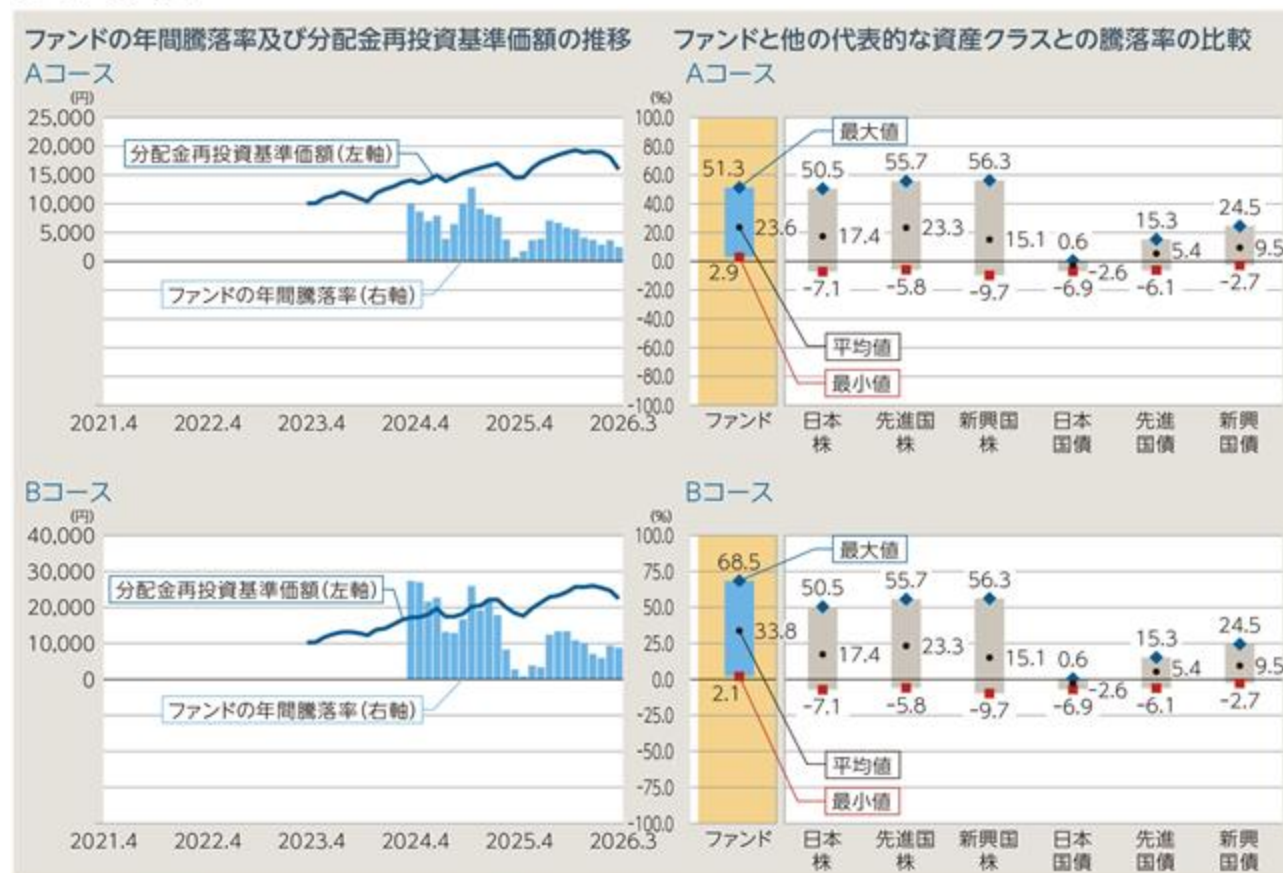 ファンドの年間騰落率及び分配金再投資基準価額の推移
Aコース
(円)
(%)
25,000
100.0
20,000
80.0
15,000
60.0
10,000
40.0
5,000
20.0
0
0.0
-20.0
-40.0
-60.0
-80.0
-100.0
分配金再投資基準価額(左軸)
ファンドの年間騰落率(右軸)
2021.4 2022.4 2023.4 2024.4 2025.4 2026.3
ファンドと他の代表的な資産クラスとの騰落率の比較
Aコース
最大値
51.3 50.5 55.7 56.3 0.6 15.3 24.5
23.6 17.4 23.3 15.1 -2.6 5.4 9.5
2.9 -7.1 -5.8 -9.7 -6.9 -6.1 -2.7
平均値
最小値
ファンド 日本 先進国 新興国 日本 先進 新興
株 株 株 国債 国債 国債
Bコース
(円)
(%)
40,000
100.0
30,000
75.0
20,000
50.0
10,000
25.0
0
0.0
-25.0
-50.0
-75.0
-100.0
分配金再投資基準価額(左軸)
ファンドの年間騰落率(右軸)
2021.4 2022.4 2023.4 2024.4 2025.4 2026.3
Bコース
最大値
68.5 50.5 55.7 56.3 0.6 15.3 24.5
33.8 17.4 23.3 15.1 -2.6 5.4 9.5
2.1 -7.1 -5.8 -9.7 -6.9 -6.1 -2.7
平均値
最小値
ファンド 日本 先進国 新興国 日本 先進 新興
株 株 株 国債 国債 国債